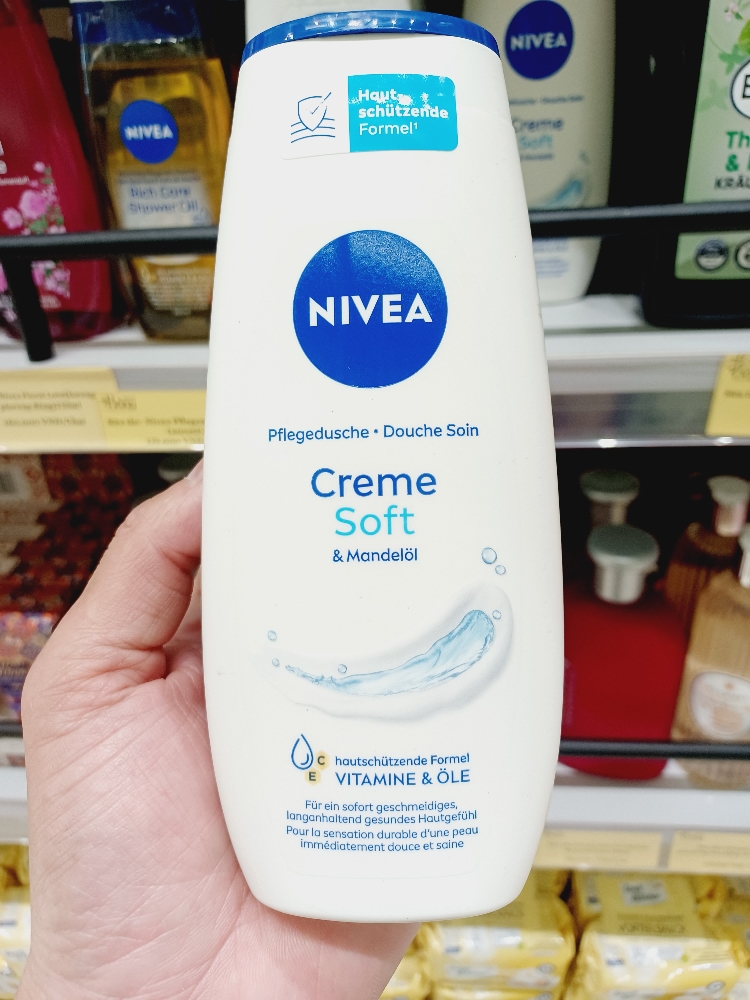 Haut
schützende
Formel¹
NIVEA
Pflegedusche • Douche Soin
Creme
Soft
& Mandelöl
C
E
hautschützende Formel
VITAMINE & ÖLE
Für ein sofort geschmeidiges,
langanhaltend gesundes Hautgefühl
Pour la sensation durable d'une peau
immédiatement douce et saine
NIVEA
Rich Care
Shower Oil
NIVEA
Creme
Soft